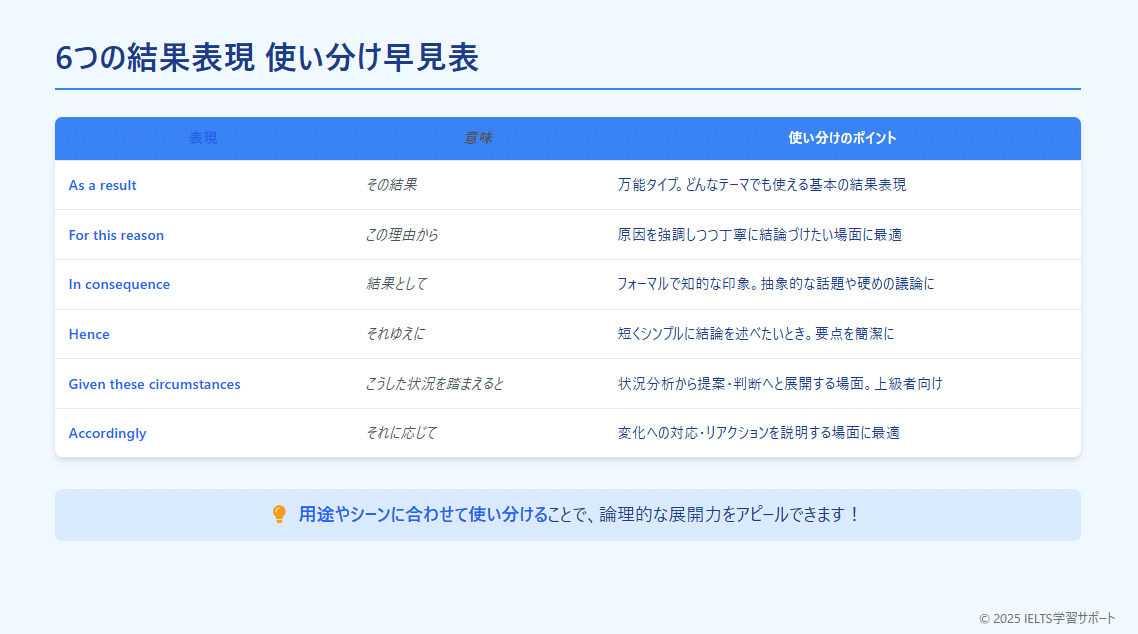 6つの結果表現 使い分け早見表
表現 意味 使い分けのポイント
As a result その結果 万能タイプ。どんなテーマでも使える基本の結果表現
For this reason この理由から 原因を強調しつつ丁寧に結論づけたい場面に最適
In consequence 結果として フォーマルで知的な印象。抽象的な話題や硬めの議論に
Hence それゆえに 短くシンプルに結論を述べたいとき。要点を簡潔に
Given these circumstances こうした状況を踏まえると 状況分析から提案・判断へと展開する場面。上級者向け
Accordingly それに応じて 変化への対応・リアクションを説明する場面に最適
用途やシーンに合わせて使い分けることで、論理的な展開力をアピールできます！
© 2025 IELTS学習サポート